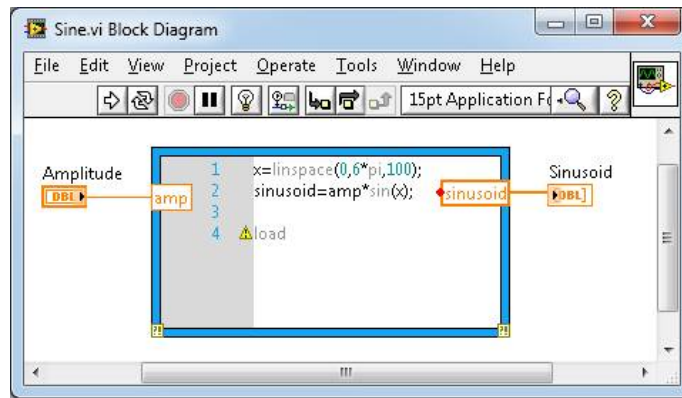 Sine.vi Block Diagram
File Edit View Project Operate Tools Window Help
15pt Application Fo
Amplitude
DBL
amp
1 x=linspace(0,6*pi,100);
2 sinusoid=amp*sin(x);
3
4 load
sinusoid
Sinusoid
DBL